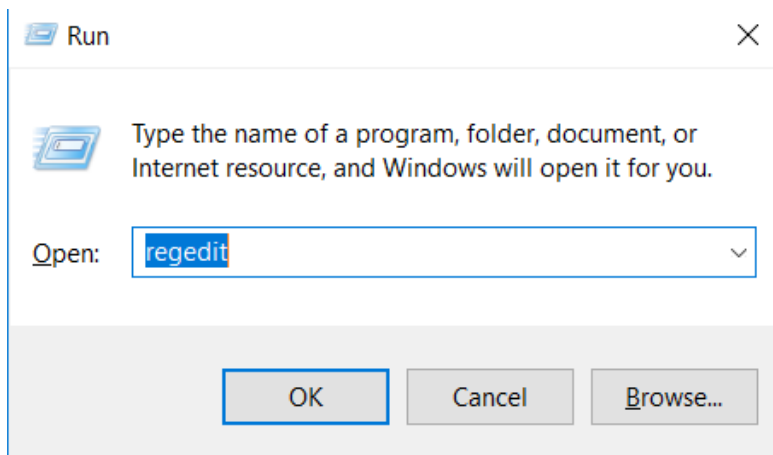 Run
Type the name of a program, folder, document, or
Internet resource, and Windows will open it for you.
Open: regedit
OK Cancel Browse...